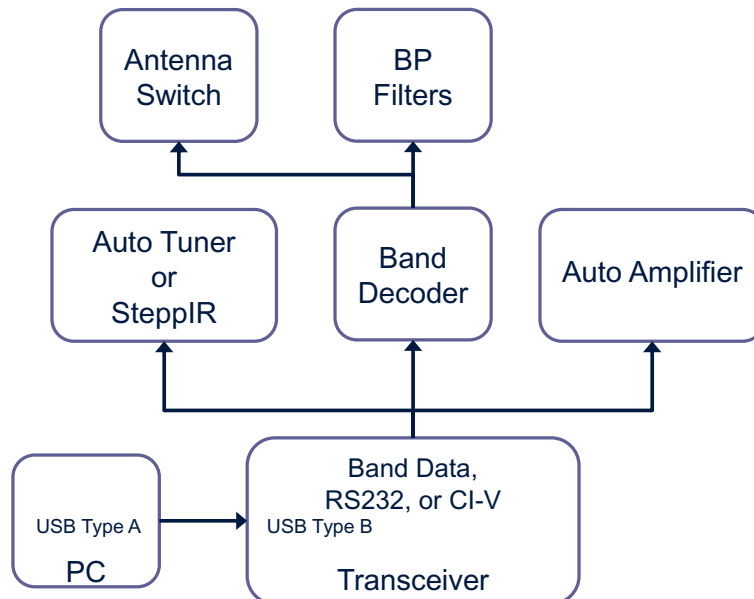 Antenna
Switch
BP
Filters
Auto Tuner
or
SteppIR
Band
Decoder
Auto Amplifier
USB Type A
PC
Band Data,
RS232, or CI-V
USB Type B
Transceiver